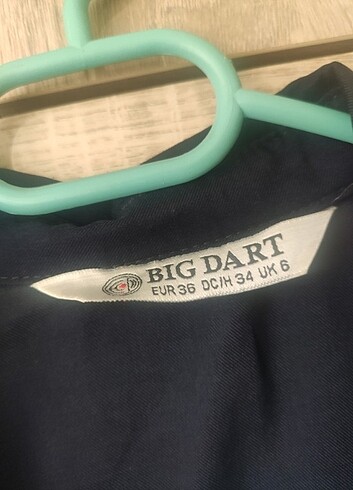 BIG DART
EUR 36 DC/H 34 UK 6